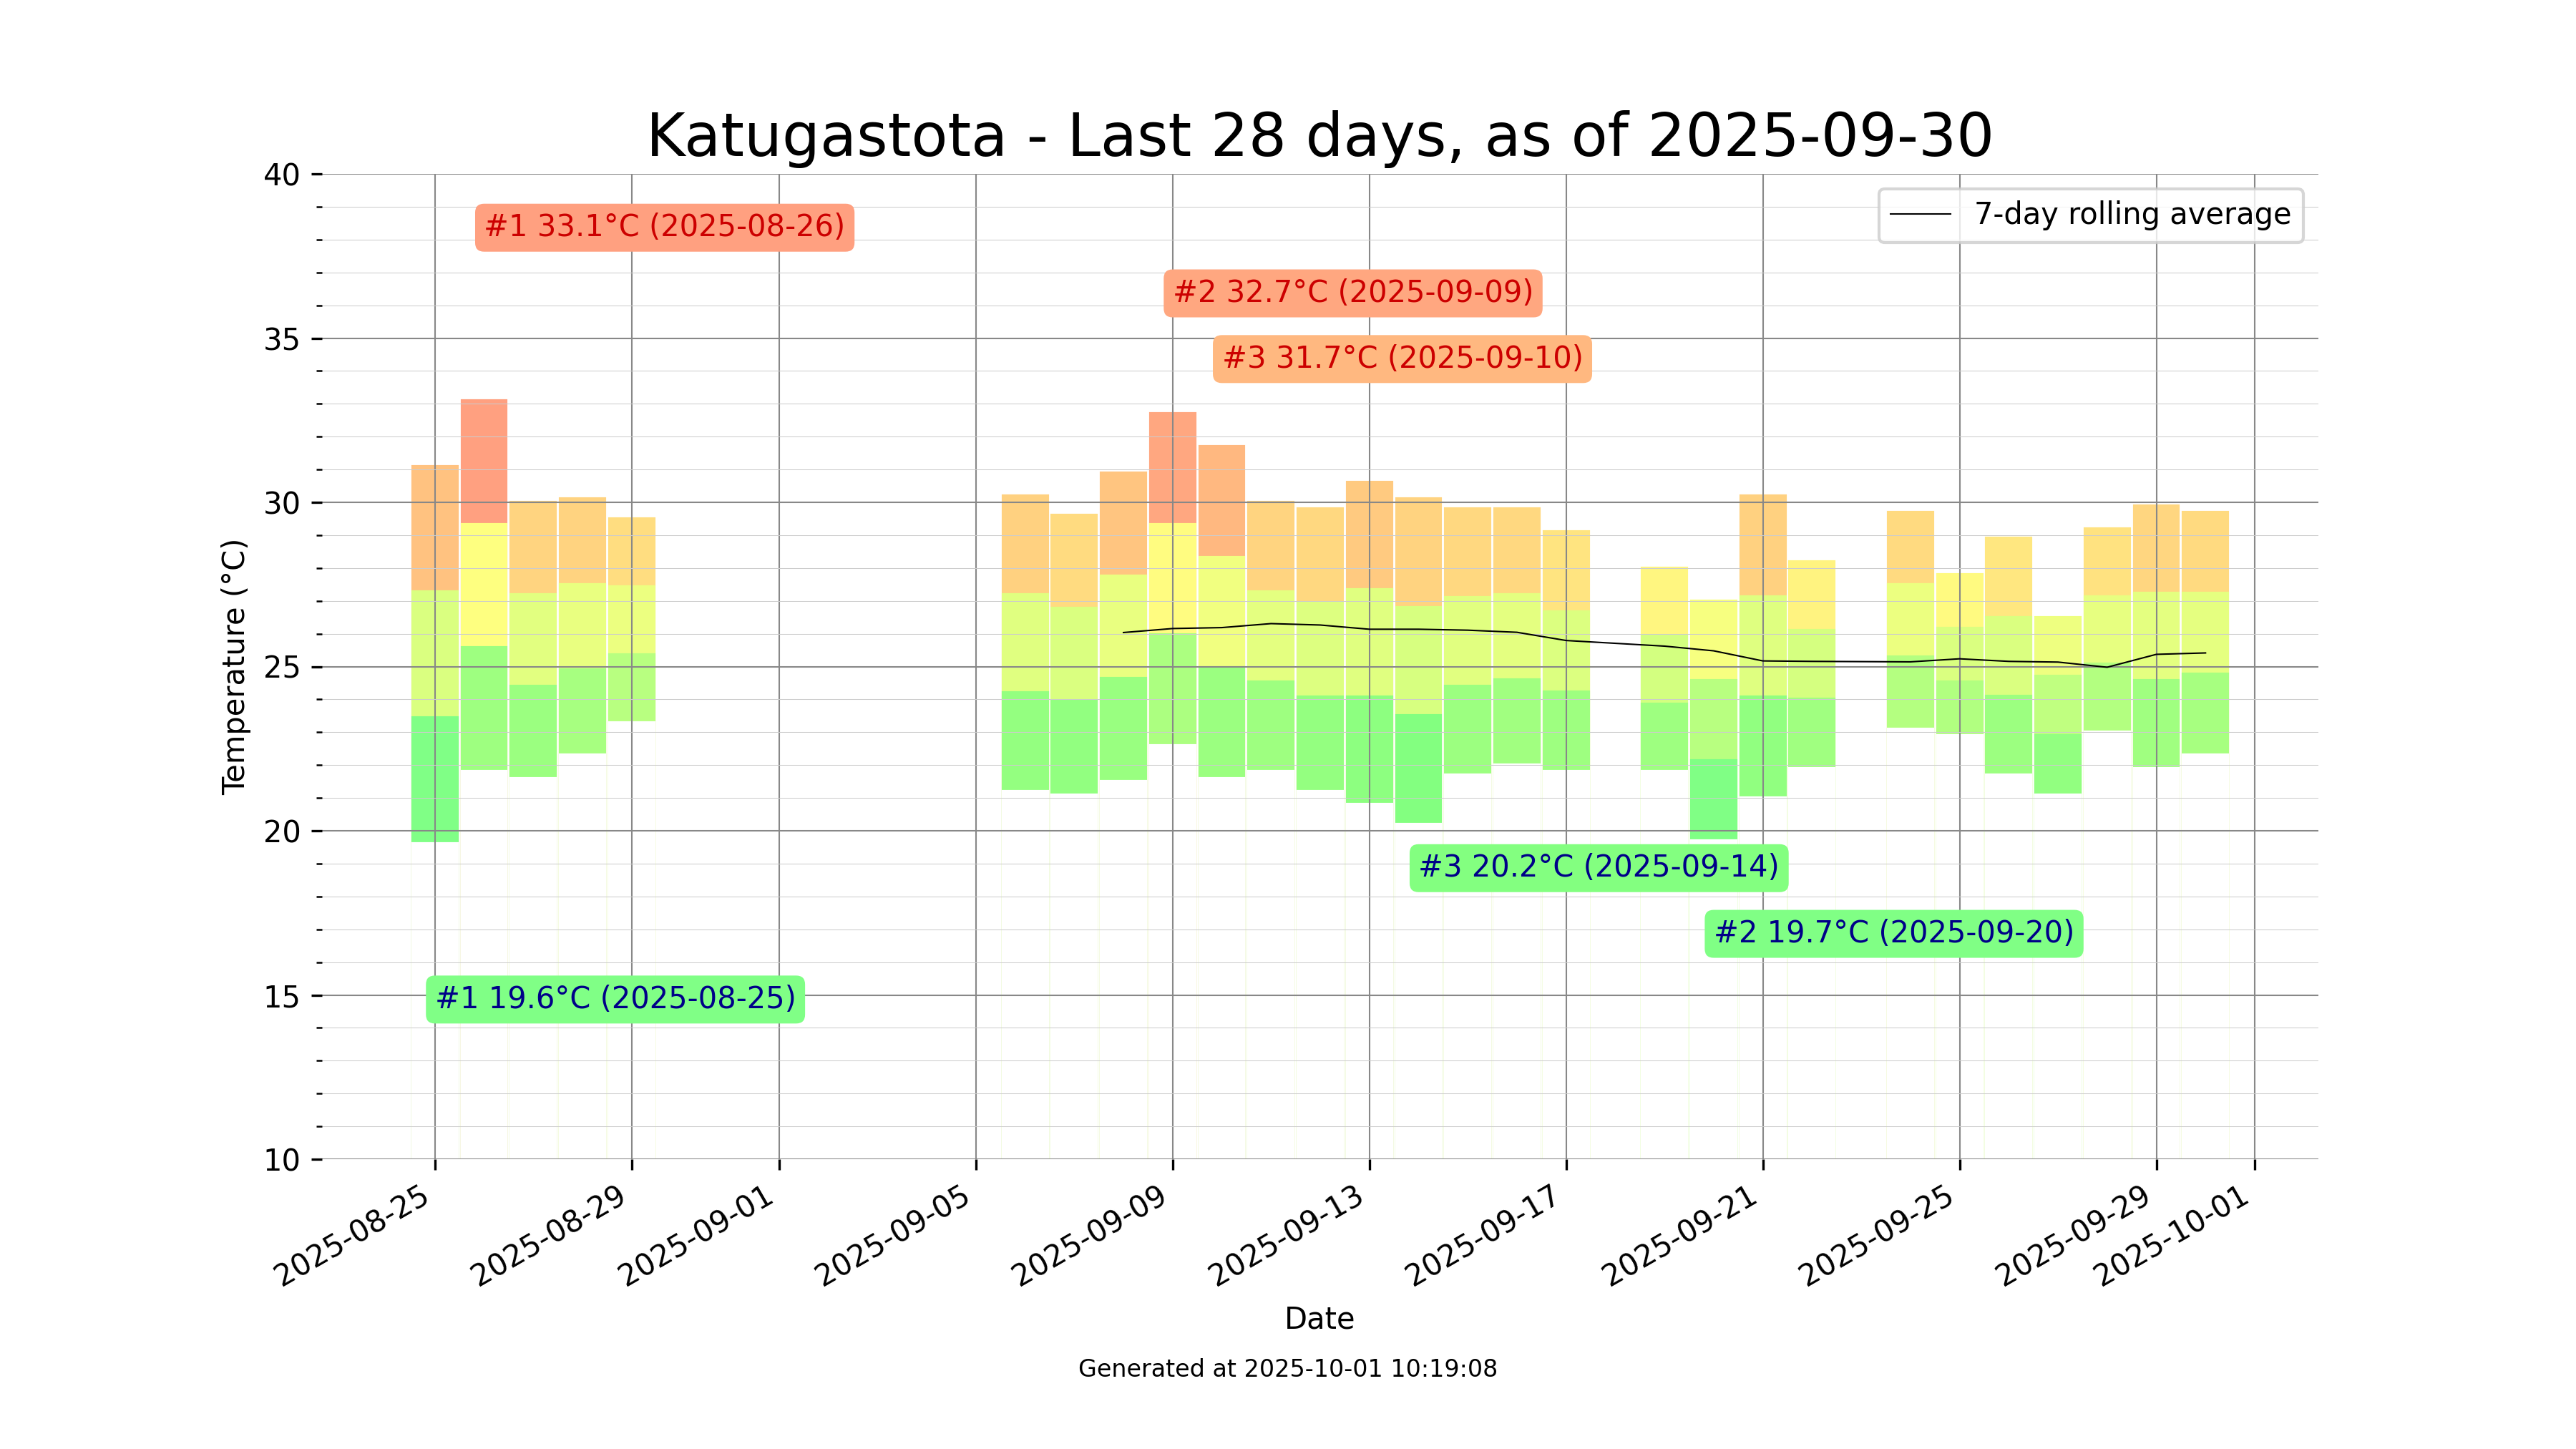 Katugastota - Last 28 days, as of 2025-09-30
7-day rolling average
#1 33.1°C (2025-08-26)
#2 32.7°C (2025-09-09)
#3 31.7°C (2025-09-10)
#3 20.2°C (2025-09-14)
#2 19.7°C (2025-09-20)
#1 19.6°C (2025-08-25)
Temperature (°C)
40
35
30
25
20
15
10
2025-08-25
2025-08-29
2025-09-01
2025-09-05
2025-09-09
2025-09-13
2025-09-17
2025-09-21
2025-09-25
2025-09-29
2025-10-01
Date
Generated at 2025-10-01 10:19:08